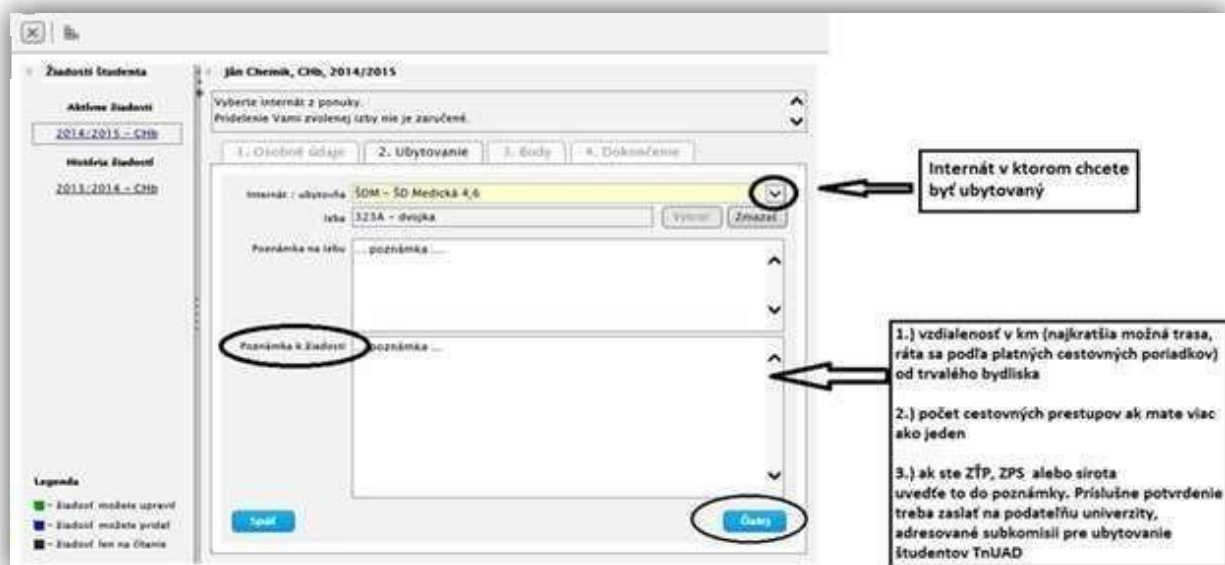 Žiadosti študenta
Aktívne žiadosti
2014/2015 - CHb
História žiadostí
2013/2014 - CHb
Legenda
- žiadosť možete upraviť
- žiadosť možete pridať
- žiadosť len na čítanie
Ján Chemik, CHb, 2014/2015
Vyberte internát z ponuky.
Pridelenie Vami zvolenej izby nie je zaručené.
1. Osobné údaje
2. Ubytovanie
3. Body
4. Dokončenie
Internát / ubytovňa ŠDM - ŠD Medická 4,6
Izba 323A - dvojka Vybrať Zmazať
Poznámka na izbu ... poznámka ...
Poznámka k žiadosti poznámka ...
Späť
Ďalej
Internát v ktorom chcete
byť ubytovaný
1.) vzdialenosť v km (najkratšia možná trasa,
ráta sa podľa platných cestovných poriadkov)
od trvalého bydliska
2.) počet cestovných prestupov ak mate viac
ako jeden
3.) ak ste ZŤP, ZPS alebo sirota
uveďte to do poznámky. Príslušne potvrdenie
treba zaslať na podateľňu univerzity,
adresované subkomisii pre ubytovanie
študentov TnUAD